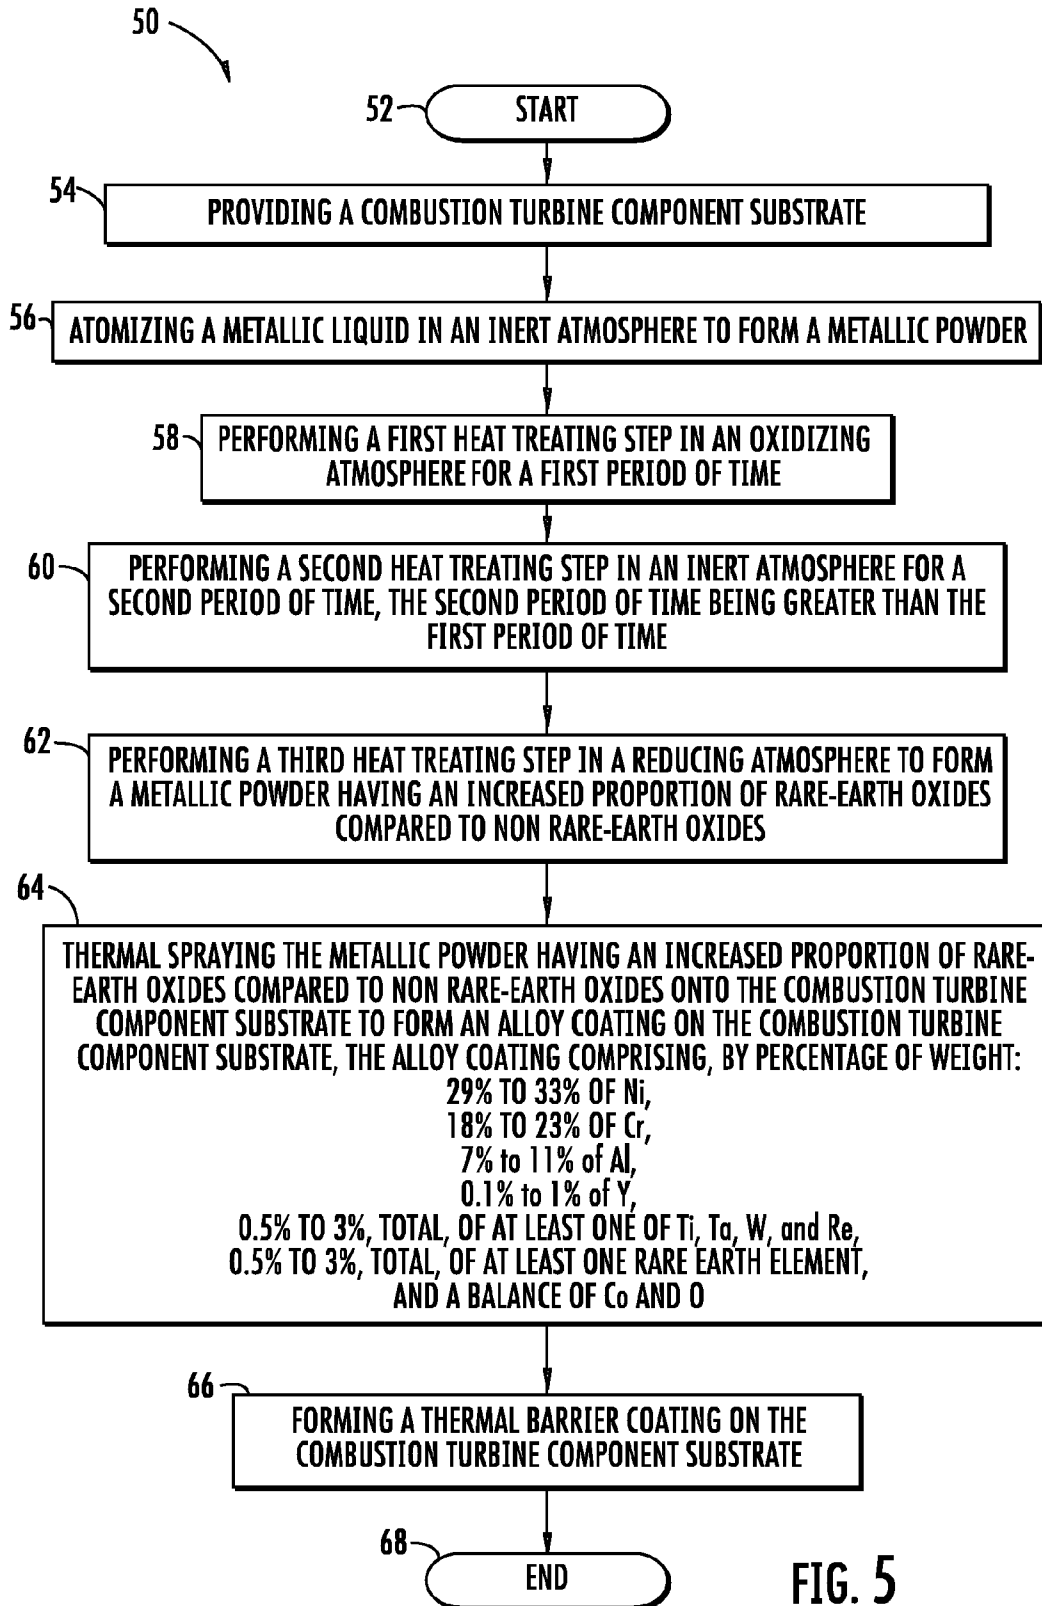 50
52
START
54
PROVIDING A COMBUSTION TURBINE COMPONENT SUBSTRATE
56
ATOMIZING A METALLIC LIQUID IN AN INERT ATMOSPHERE TO FORM A METALLIC POWDER
58
PERFORMING A FIRST HEAT TREATING STEP IN AN OXIDIZING
ATMOSPHERE FOR A FIRST PERIOD OF TIME
60
PERFORMING A SECOND HEAT TREATING STEP IN AN INERT ATMOSPHERE FOR A
SECOND PERIOD OF TIME, THE SECOND PERIOD OF TIME BEING GREATER THAN THE
FIRST PERIOD OF TIME
62
PERFORMING A THIRD HEAT TREATING STEP IN A REDUCING ATMOSPHERE TO FORM
A METALLIC POWDER HAVING AN INCREASED PROPORTION OF RARE-EARTH OXIDES
COMPARED TO NON RARE-EARTH OXIDES
64
THERMAL SPRAYING THE METALLIC POWDER HAVING AN INCREASED PROPORTION OF RARE-
EARTH OXIDES COMPARED TO NON RARE-EARTH OXIDES ONTO THE COMBUSTION TURBINE
COMPONENT SUBSTRATE TO FORM AN ALLOY COATING ON THE COMBUSTION TURBINE
COMPONENT SUBSTRATE, THE ALLOY COATING COMPRISING, BY PERCENTAGE OF WEIGHT:
29% TO 33% OF Ni,
18% TO 23% OF Cr,
7% to 11% of Al,
0.1% to 1% of Y,
0.5% TO 3%, TOTAL, OF AT LEAST ONE OF Ti, Ta, W, and Re,
0.5% TO 3%, TOTAL, OF AT LEAST ONE RARE EARTH ELEMENT,
AND A BALANCE OF Co AND O
66
FORMING A THERMAL BARRIER COATING ON THE
COMBUSTION TURBINE COMPONENT SUBSTRATE
68
END
FIG. 5